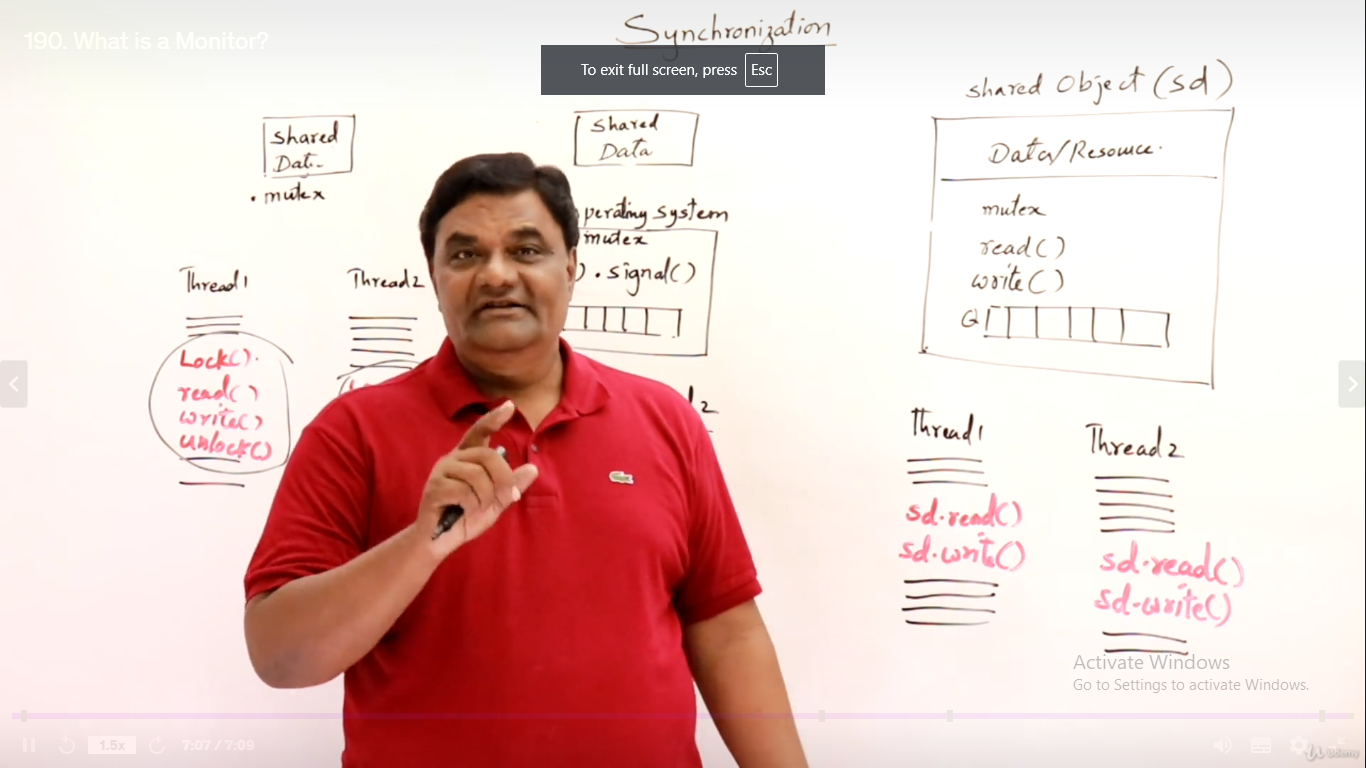 190. What is a Monitor?
Synchronization
To exit full screen, press Esc
shared Object (sd)
Shared
Data
• mutex
Shared
Data
perating system
mutex
) • signal()
Data/Resource
mutex
read()
write()
Q
Thread1
Thread2
Lock().
read()
write()
unlock()
2
Thread1
sd.read()
sd.write()
Thread2
sd.read()
sd.write()
Activate Windows
Go to Settings to activate Windows.
1.5x
7:07 / 7:09
Udemy